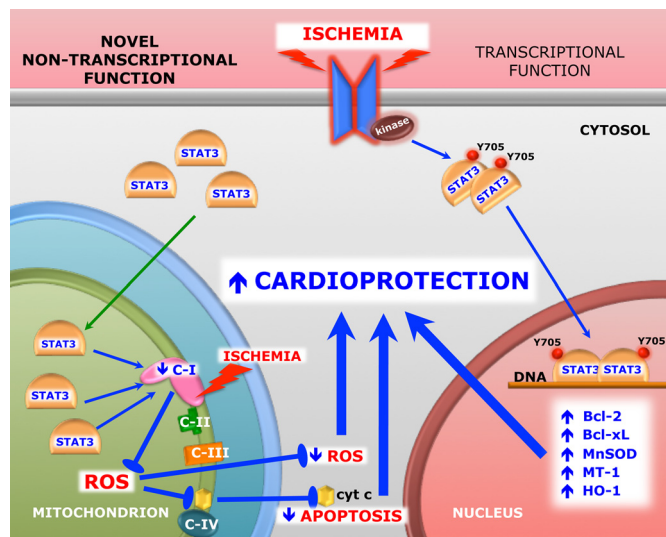 NOVEL
NON-TRANSCRIPTIONAL
FUNCTION
ISCHEMIA
TRANSCRIPTIONAL
FUNCTION
kinase
CYTOSOL
Y705
Y705
STAT3
STAT3
STAT3
STAT3
STAT3
CARDIOPROTECTION
STAT3
STAT3
STAT3
C-I
ISCHEMIA
C-II
C-III
C-IV
ROS
MITOCHONDRION
ROS
cyt c
APOPTOSIS
Y705
Y705
DNA
STAT3
STAT3
Bcl-2
Bcl-xL
MnSOD
MT-1
HO-1
NUCLEUS